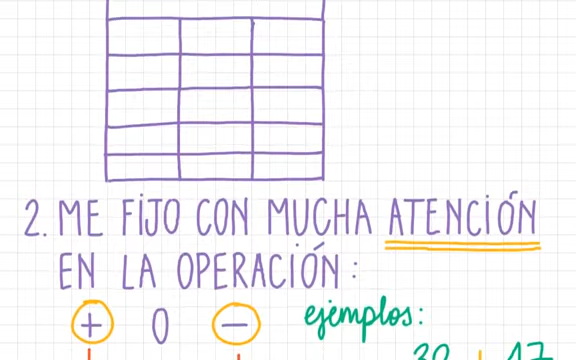 2. ME FIJO CON MUCHA ATENCIÓN
EN LA OPERACIÓN:
+ O −
ejemplos: